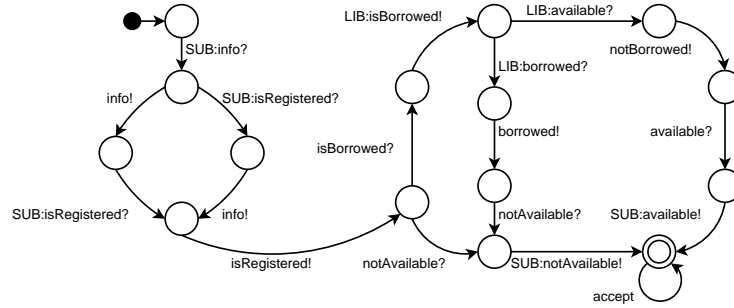 LIB:isBorrowed!
LIB:available?
SUB:info?
notBorrowed!
LIB:borrowed?
info!
SUB:isRegistered?
borrowed!
available?
isBorrowed?
SUB:isRegistered?
info!
notAvailable?
SUB:available!
isRegistered!
notAvailable?
SUB:notAvailable!
accept